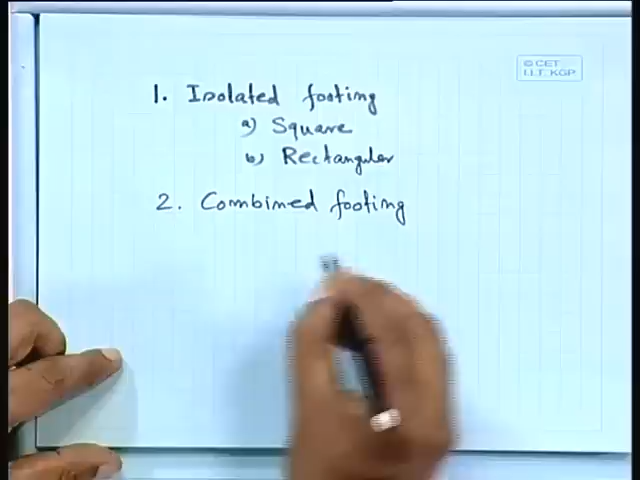 © CET
I.I.T. KGP
1. Isolated footing
a) Square
b) Rectangular
2. Combined footing